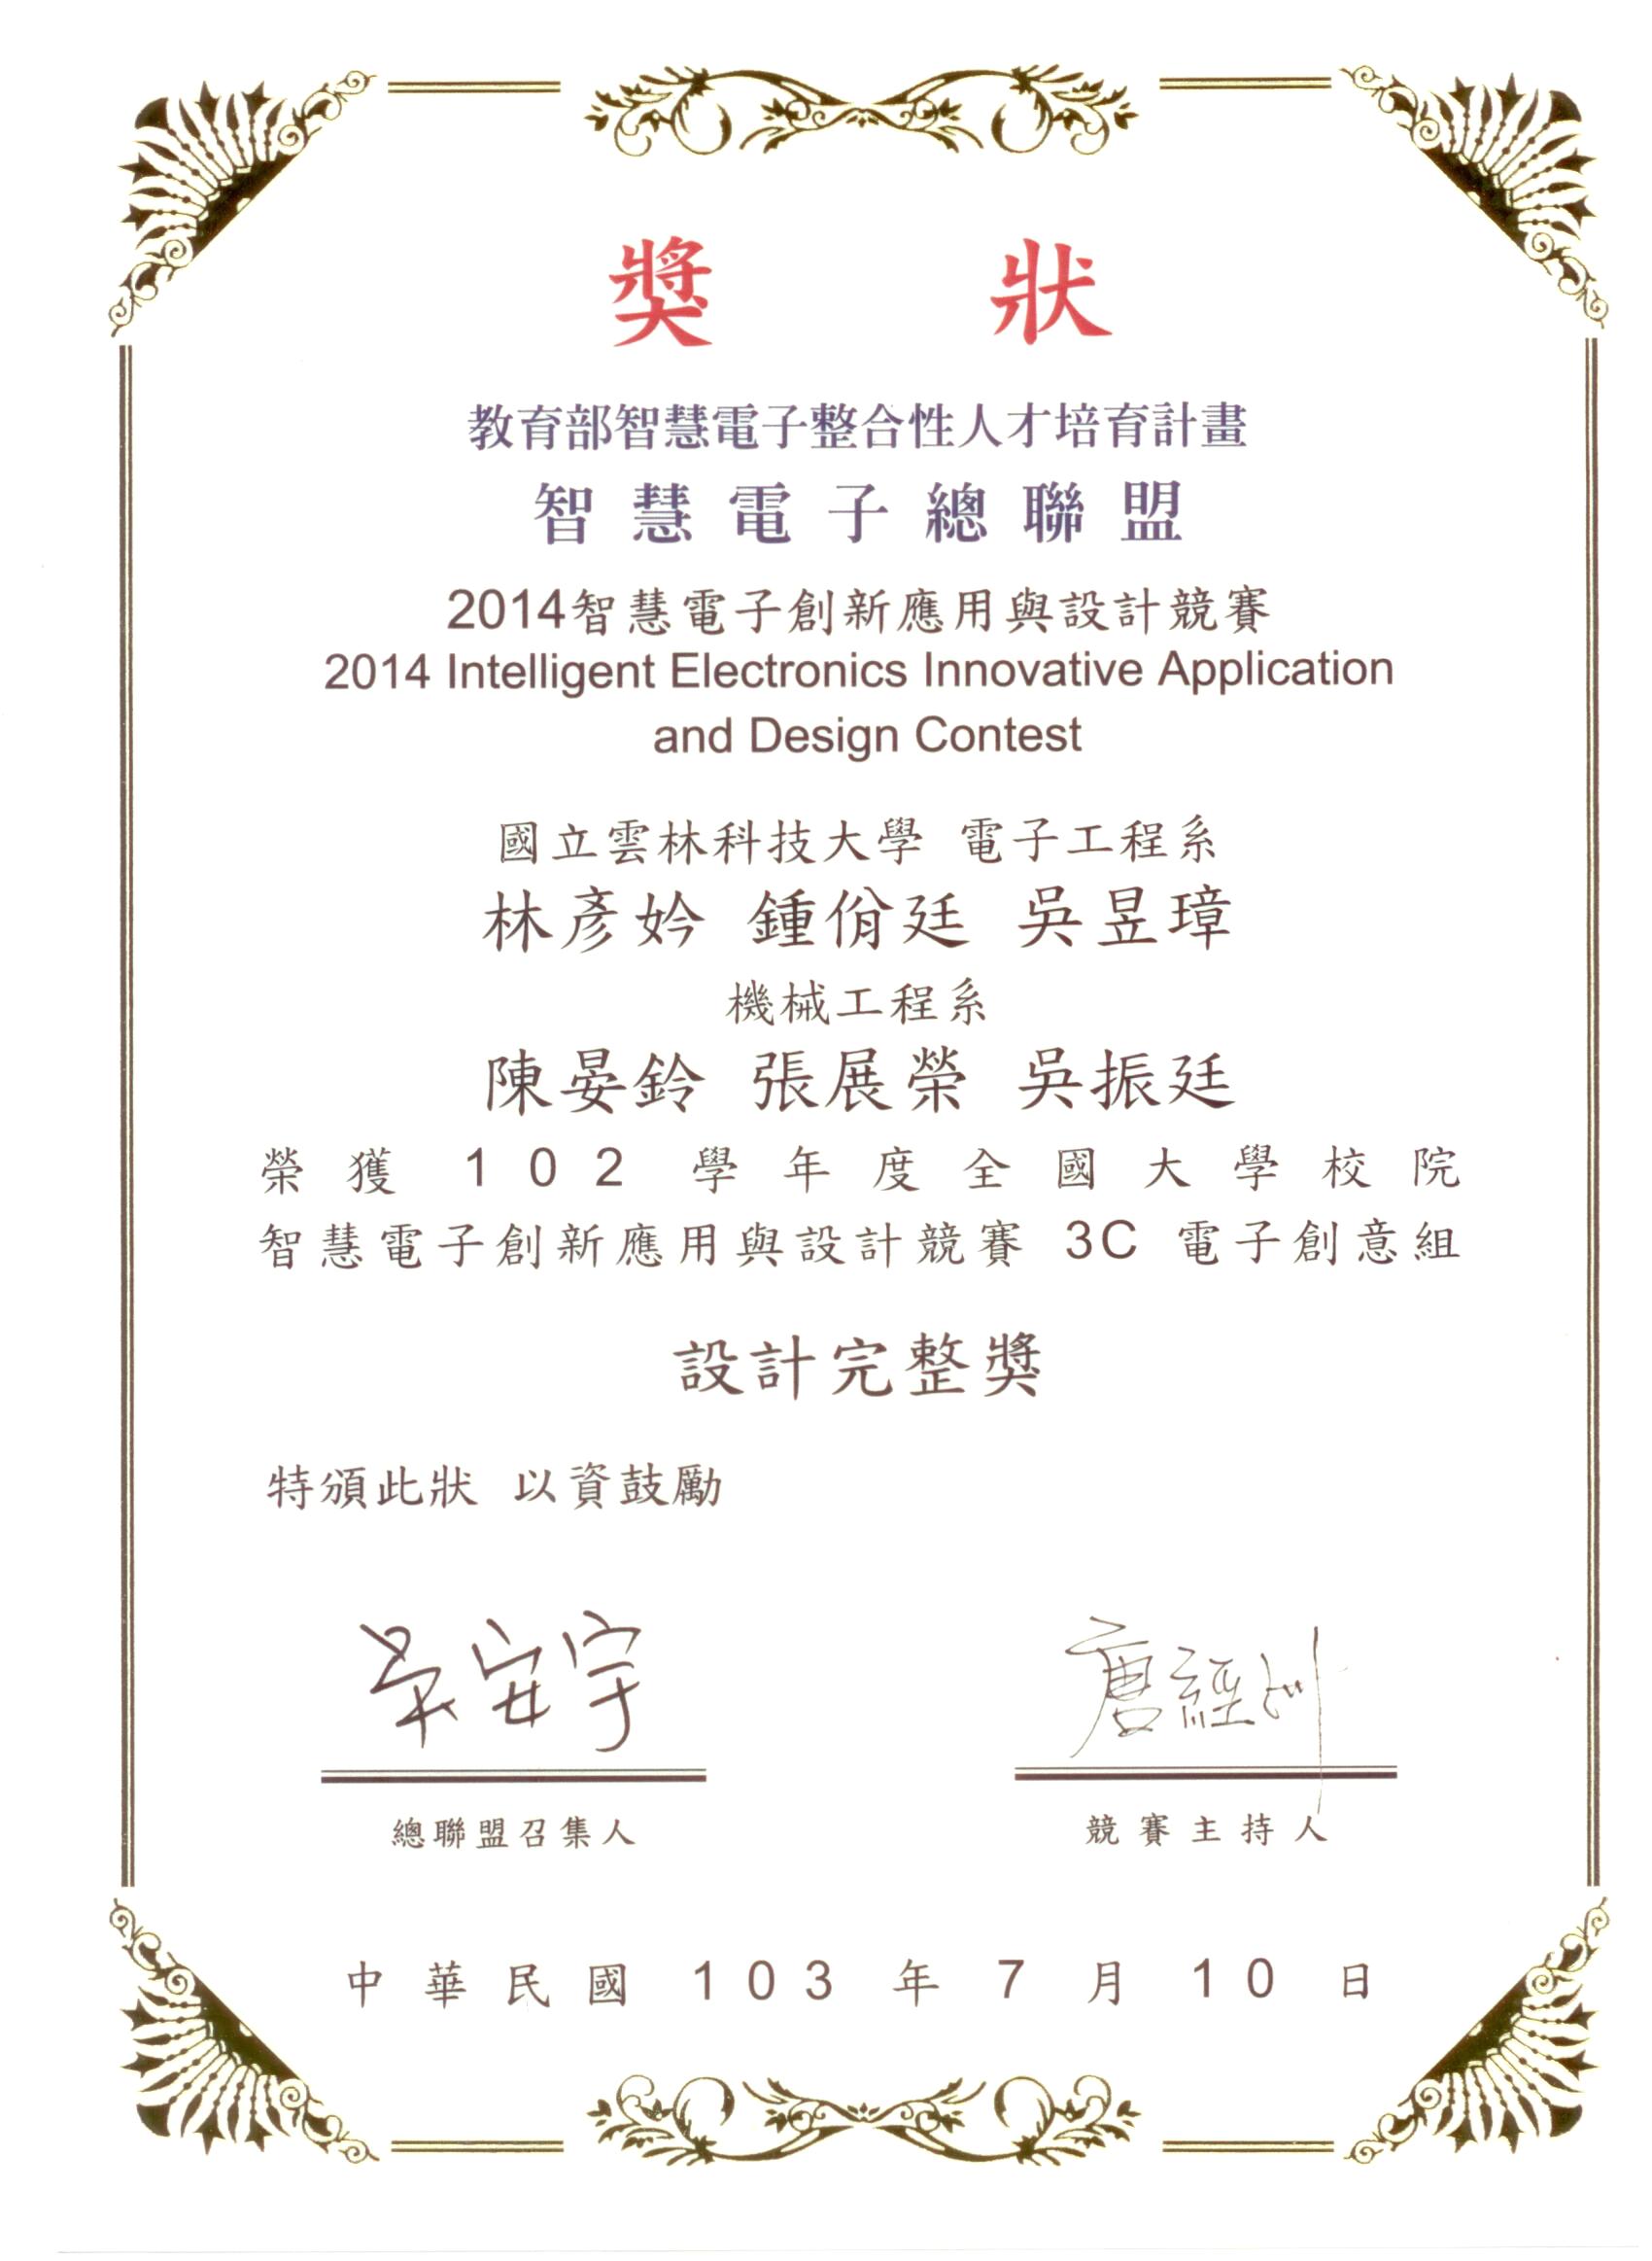 獎狀
教育部智慧電子整合性人才培育計畫
智慧電子總聯盟
2014智慧電子創新應用與設計競賽
2014 Intelligent Electronics Innovative Application
and Design Contest
國立雲林科技大學 電子工程系
林彥妗 鍾佾廷 吳昱璋
機械工程系
陳晏鈴 張展榮 吳振廷
榮獲 102 學年度全國大學校院
智慧電子創新應用與設計競賽 3C 電子創意組
設計完整獎
特頒此狀 以資鼓勵
吳安宇 唐經洲
總聯盟召集人 競賽主持人
中華民國 103 年 7 月 10 日